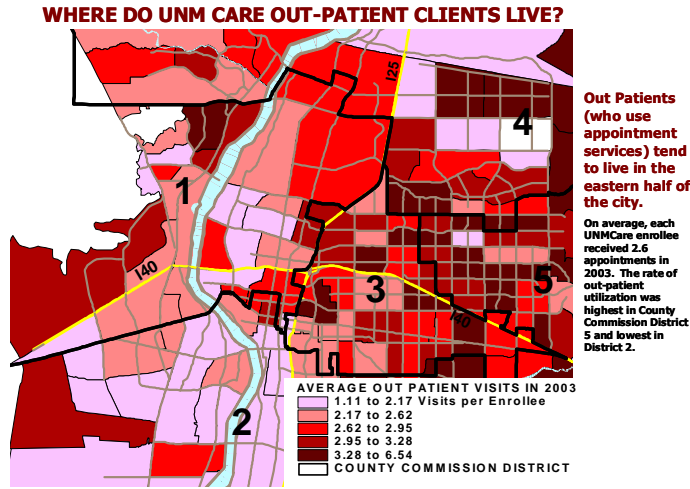 WHERE DO UNM CARE OUT-PATIENT CLIENTS LIVE?
I25
4
1
I40
3
5
I40
2
Out Patients
(who use
appointment
services) tend
to live in the
eastern half of
the city.
On average, each
UNMCare enrollee
received 2.6
appointments in
2003. The rate of
out-patient
utilization was
highest in County
Commission District
5 and lowest in
District 2.
AVERAGE OUT PATIENT VISITS IN 2003
1.11 to 2.17 Visits per Enrollee
2.17 to 2.62
2.62 to 2.95
2.95 to 3.28
3.28 to 6.54
COUNTY COMMISSION DISTRICT